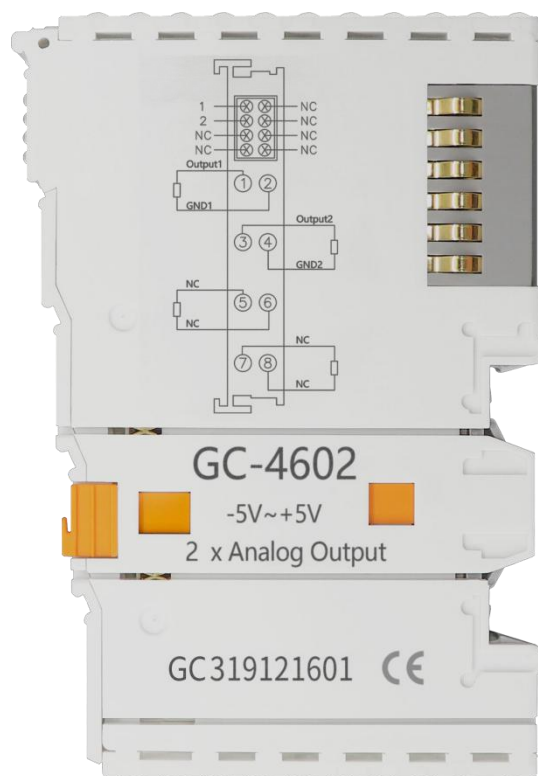 1 NC
2 NC
NC NC
NC NC
Output1
1 2
GND1
Output2
3 4
GND2
NC
5 6
NC
NC
7 8
NC
GC-4602
-5V~+5V
2 x Analog Output
GC319121601 CE